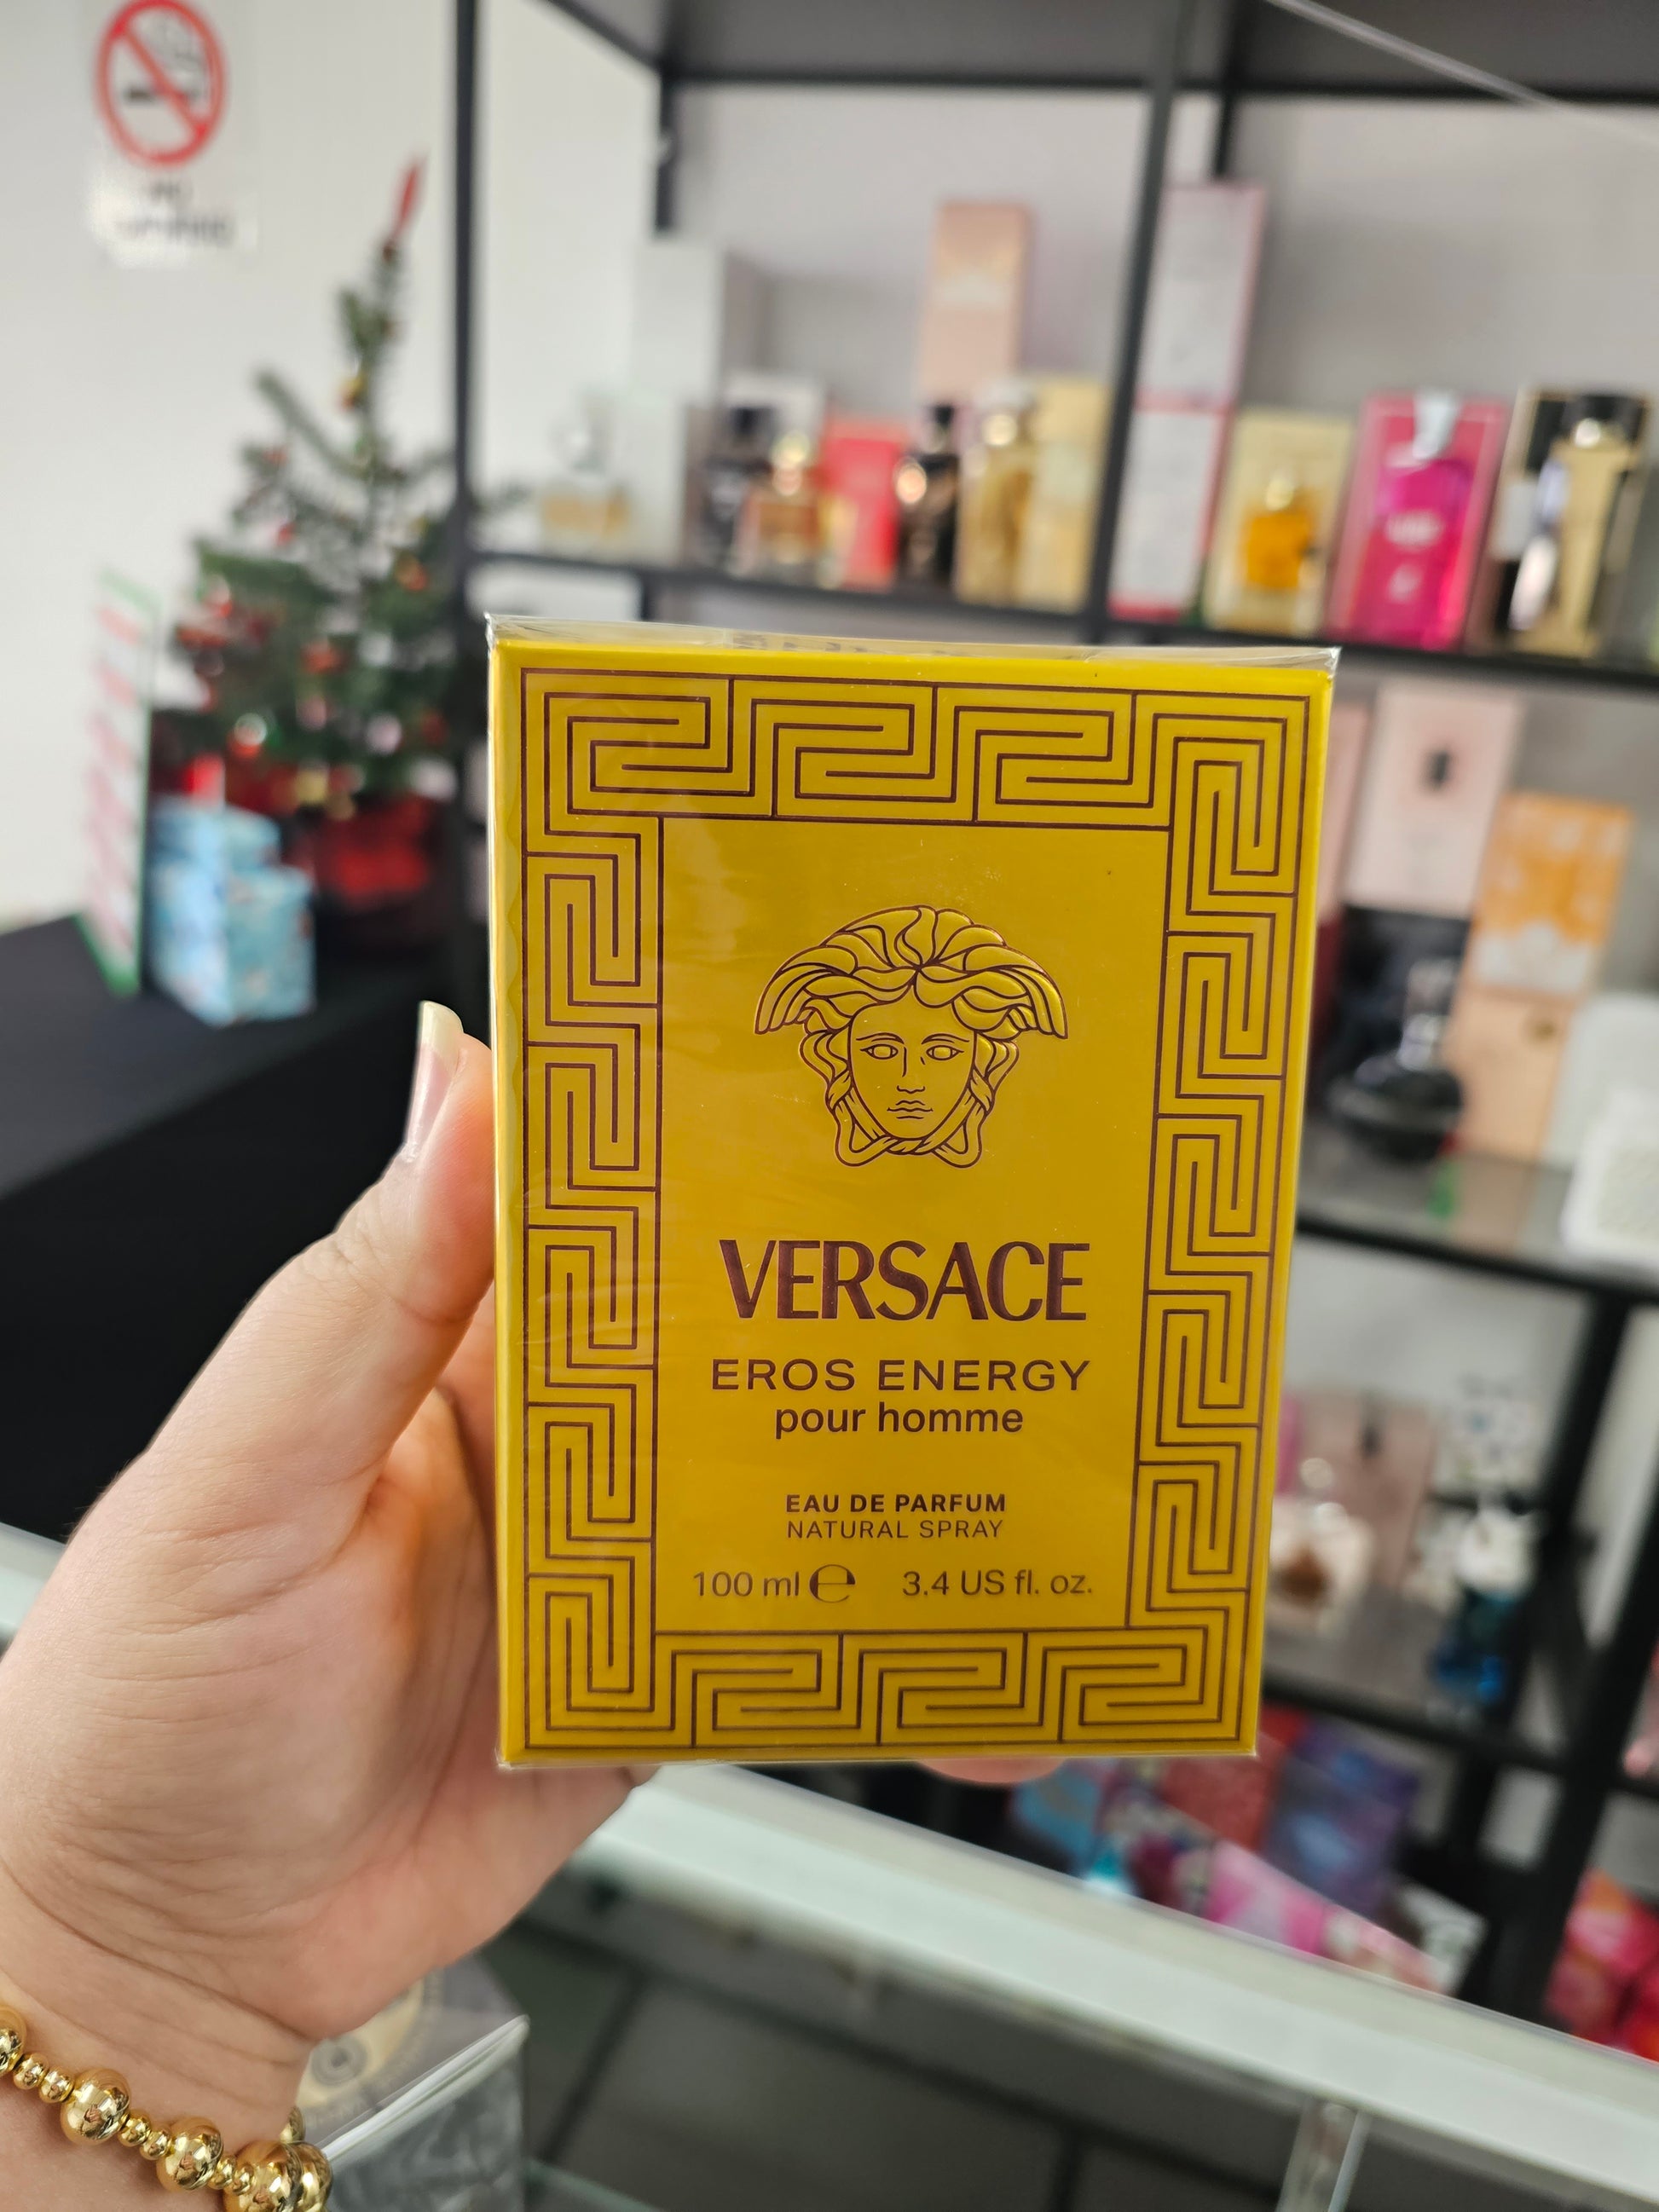 VERSACE
EROS ENERGY
pour homme
EAU DE PARFUM
NATURAL SPRAY
100 ml ℮ 3.4 US fl. oz.